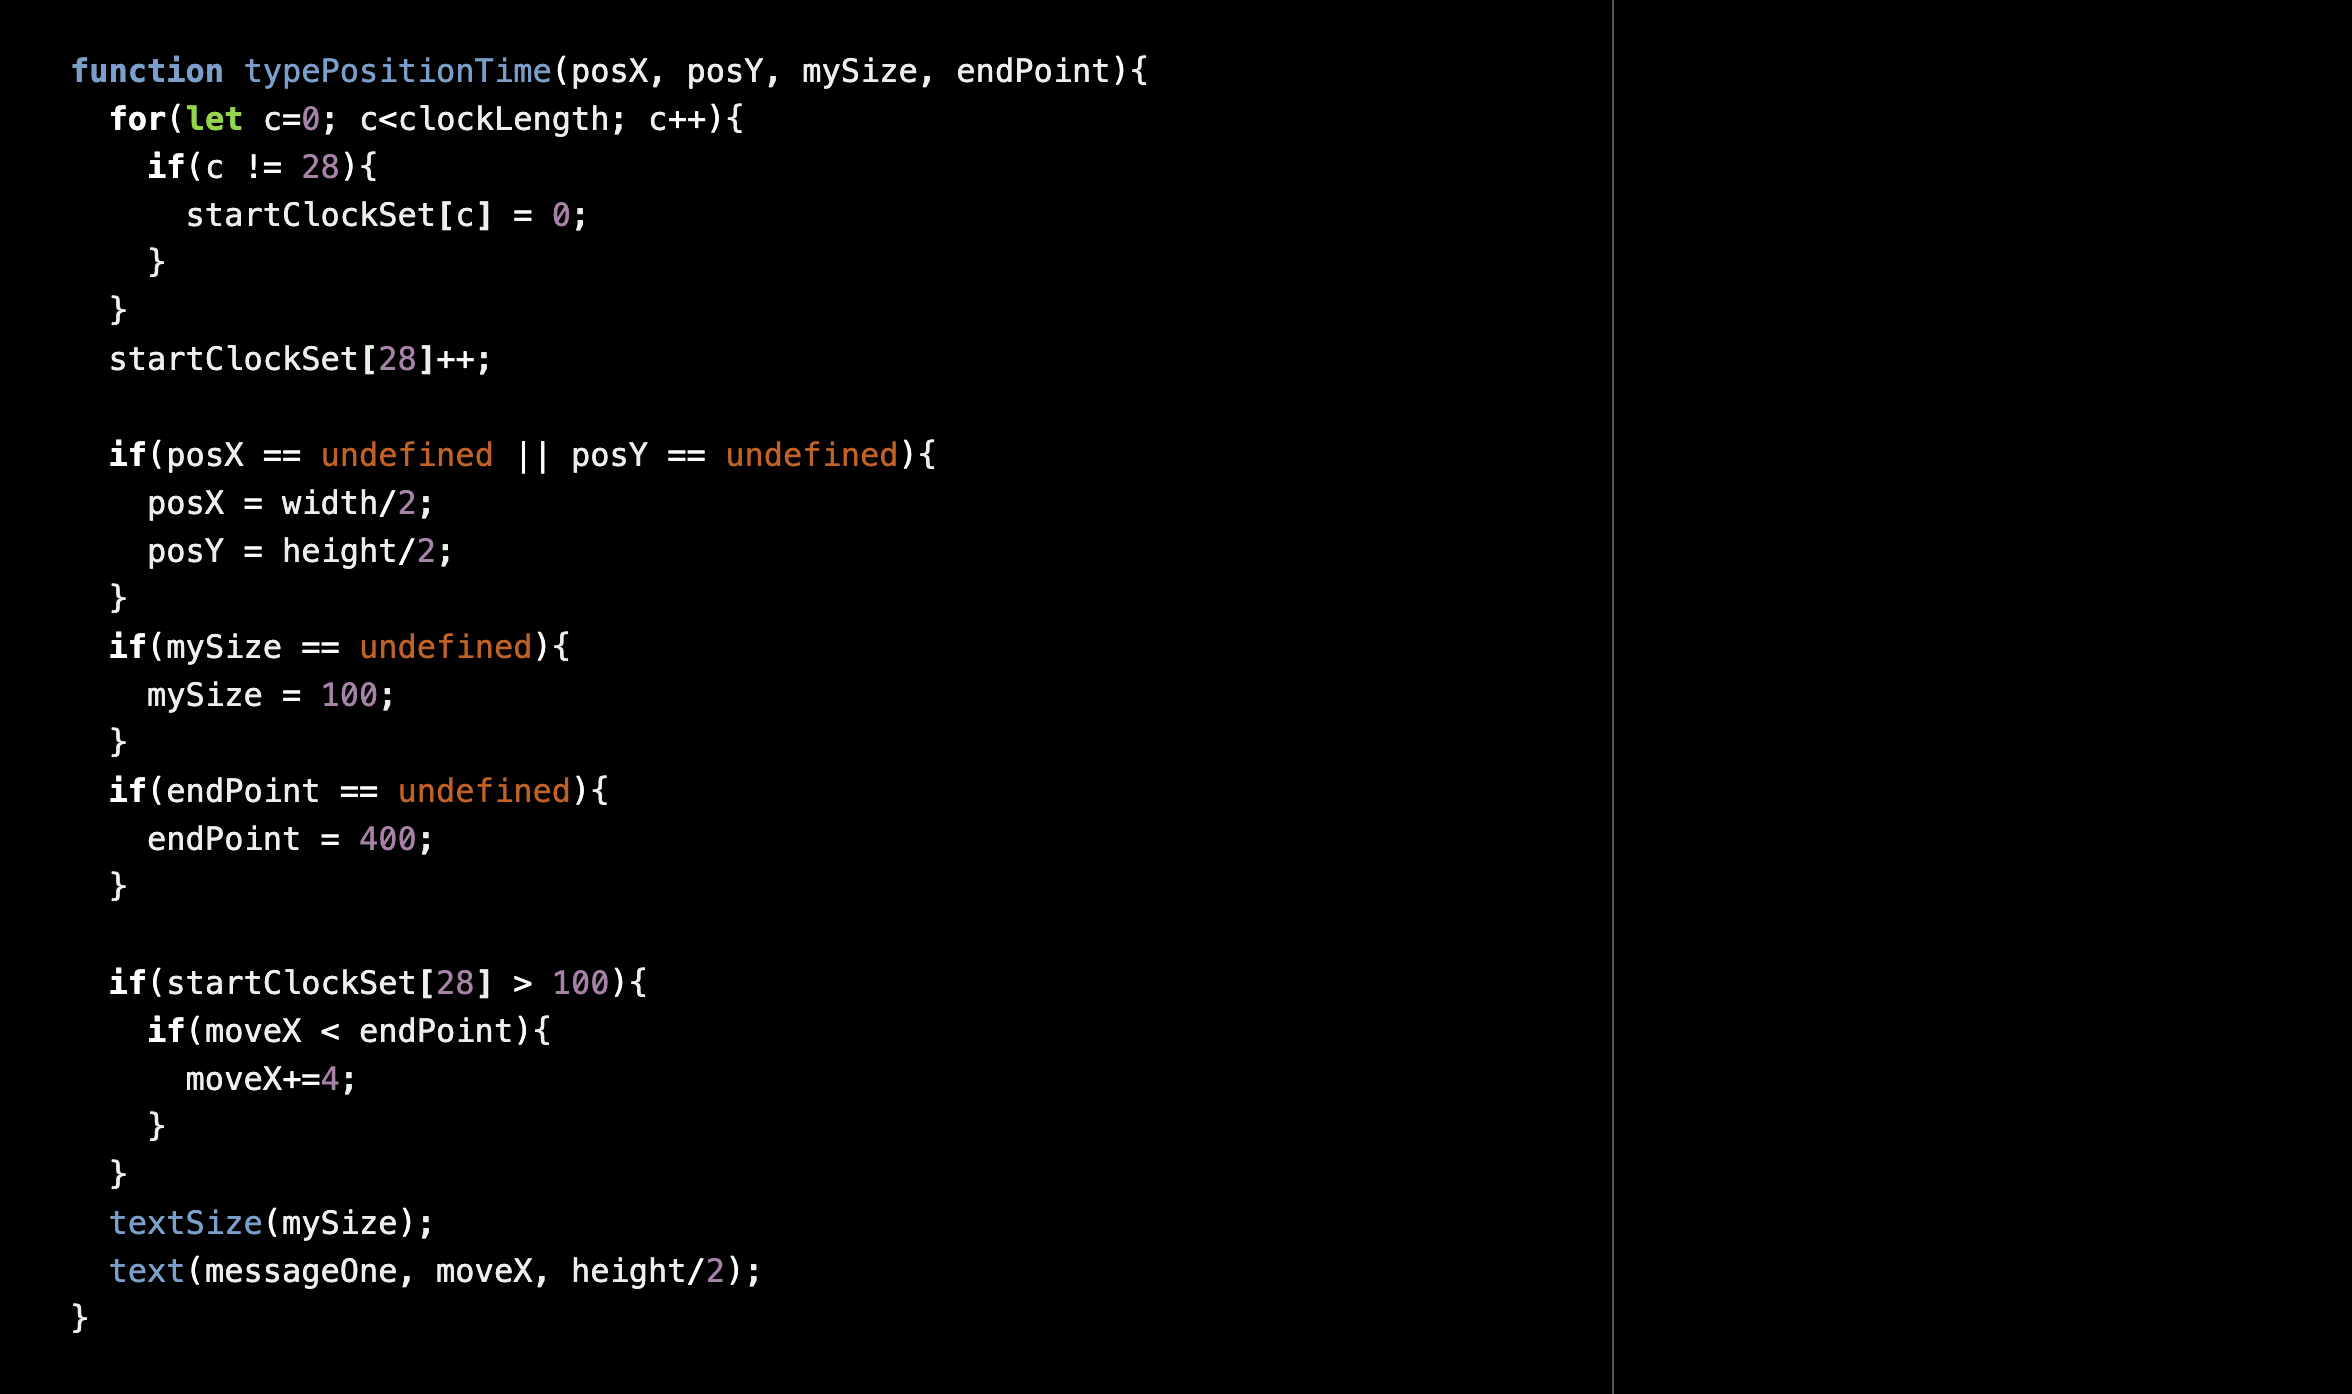 function typePositionTime(posX, posY, mySize, endPoint){
  for(let c=0; c<clockLength; c++){
    if(c != 28){
      startClockSet[c] = 0;
    }
  }
  startClockSet[28]++;

  if(posX == undefined || posY == undefined){
    posX = width/2;
    posY = height/2;
  }
  if(mySize == undefined){
    mySize = 100;
  }
  if(endPoint == undefined){
    endPoint = 400;
  }

  if(startClockSet[28] > 100){
    if(moveX < endPoint){
      moveX+=4;
    }
  }
  textSize(mySize);
  text(messageOne, moveX, height/2);
}